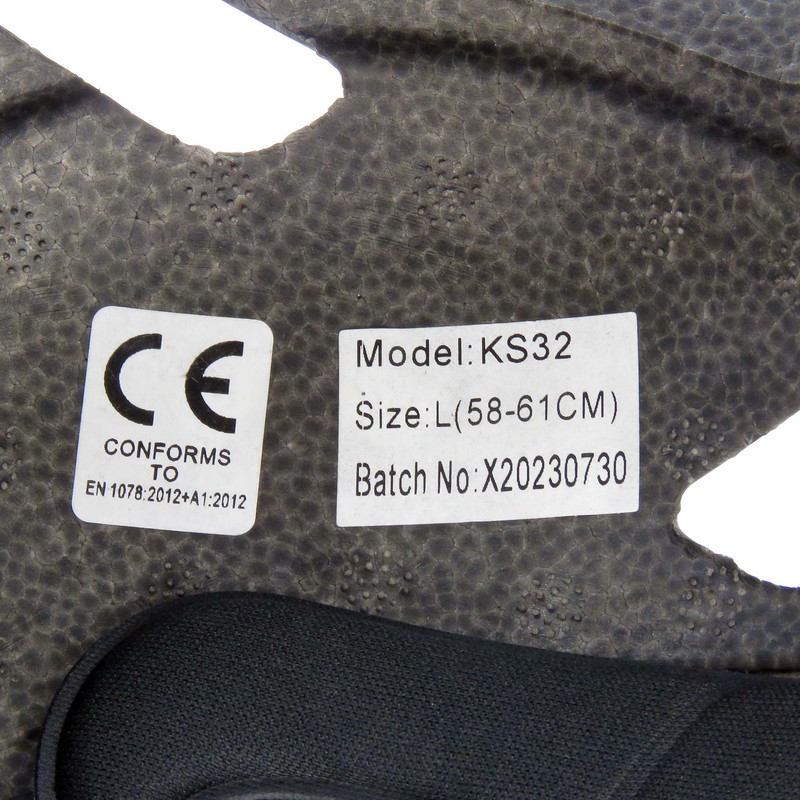 CE
CONFORMS
TO
EN 1078:2012+A1:2012
Model:KS32
Size:L(58-61CM)
Batch No:X20230730